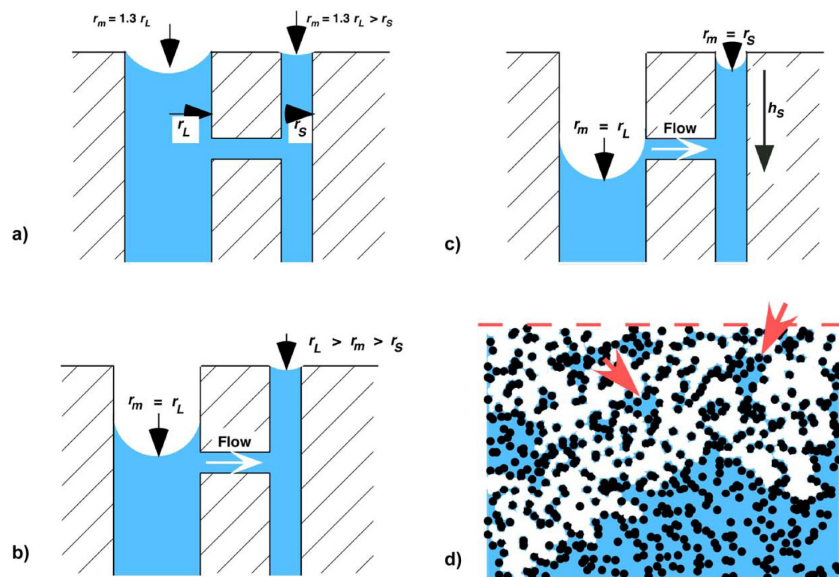 a)
r_m = 1.3 r_L
r_m = 1.3 r_L > r_S
r_L
r_S
b)
r_L > r_m > r_S
r_m = r_L
Flow
c)
r_m = r_S
h_S
r_m = r_L
Flow
d)